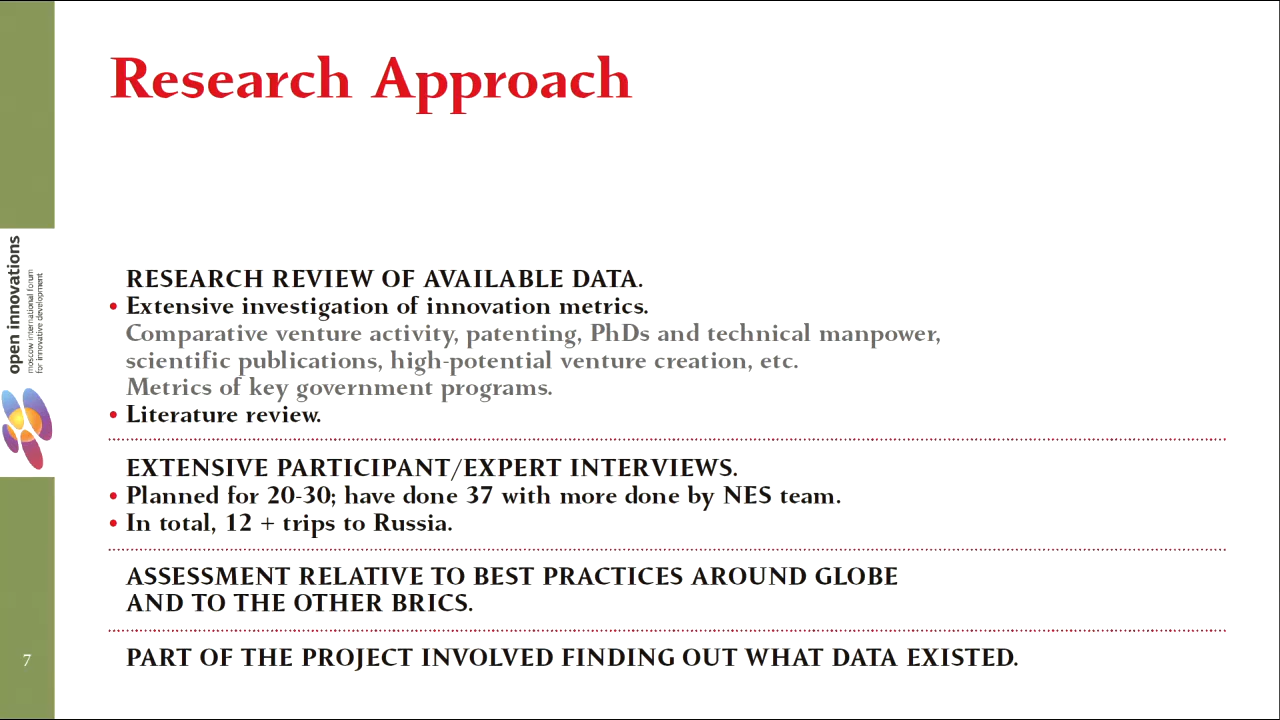 Research Approach
RESEARCH REVIEW OF AVAILABLE DATA.
• Extensive investigation of innovation metrics.
Comparative venture activity, patenting, PhDs and technical manpower,
scientific publications, high-potential venture creation, etc.
Metrics of key government programs.
• Literature review.
EXTENSIVE PARTICIPANT/EXPERT INTERVIEWS.
• Planned for 20-30; have done 37 with more done by NES team.
• In total, 12 + trips to Russia.
ASSESSMENT RELATIVE TO BEST PRACTICES AROUND GLOBE
AND TO THE OTHER BRICS.
PART OF THE PROJECT INVOLVED FINDING OUT WHAT DATA EXISTED.
open innovations
moscow international forum
for innovative development
7